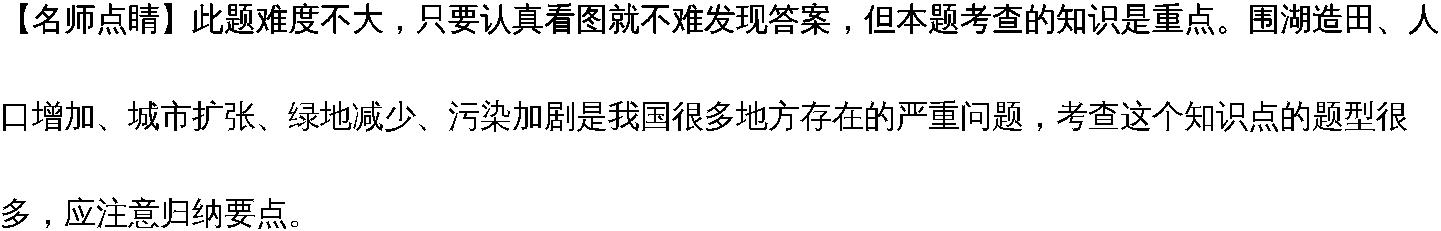 【名师点睛】此题难度不大，只要认真看图就不难发现答案，但本题考查的知识是重点。围湖造田、人
口增加、城市扩张、绿地减少、污染加剧是我国很多地方存在的严重问题，考查这个知识点的题型很
多，应注意归纳要点。